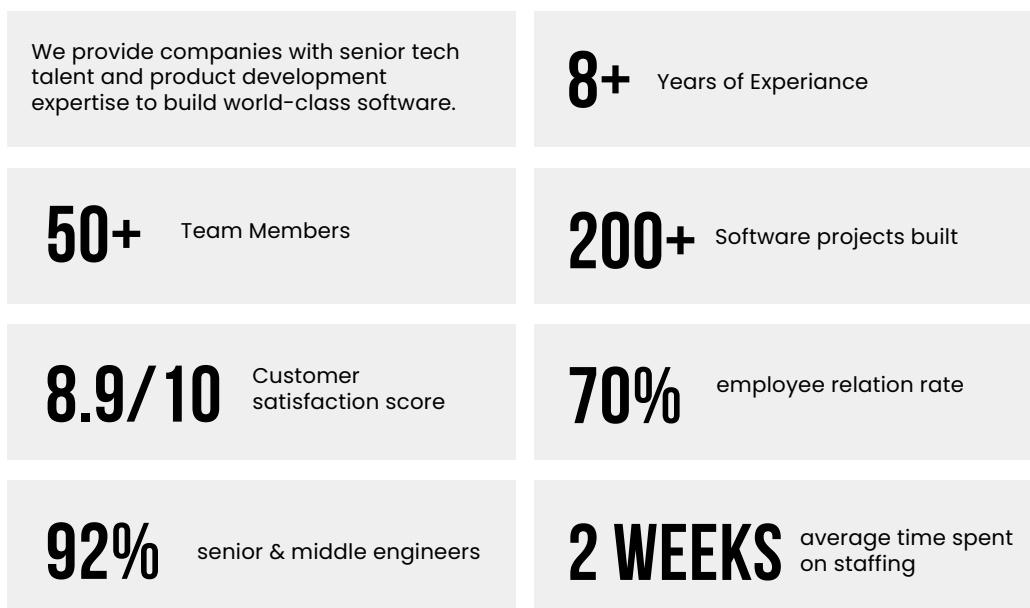 We provide companies with senior tech
talent and product development
expertise to build world-class software.
8+ Years of Experiance
50+ Team Members
200+ Software projects built
8.9/10 Customer
satisfaction score
70% employee relation rate
92% senior & middle engineers
2 WEEKS average time spent
on staffing